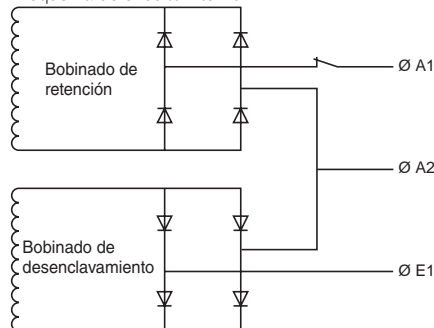 Bobinado de
retención
Ø A1
Ø A2
Bobinado de
desenclavamiento
Ø E1